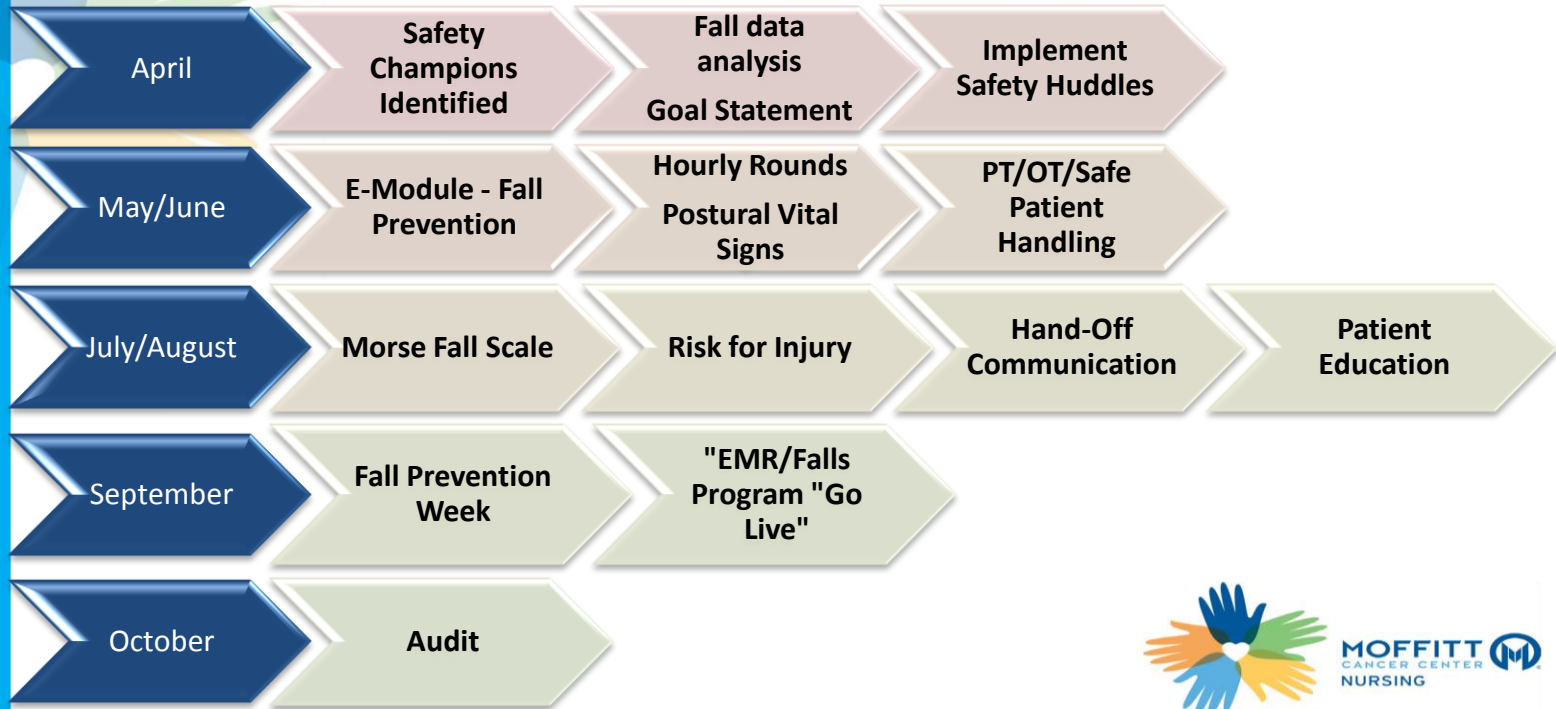 April
Safety
Champions
Identified
Fall data
analysis
Goal Statement
Implement
Safety Huddles
May/June
E-Module - Fall
Prevention
Hourly Rounds
Postural Vital
Signs
PT/OT/Safe
Patient
Handling
July/August
Morse Fall Scale
Risk for Injury
Hand-Off
Communication
Patient
Education
September
Fall Prevention
Week
"EMR/Falls
Program "Go
Live"
October
Audit
MOFFITT
CANCER CENTER
NURSING